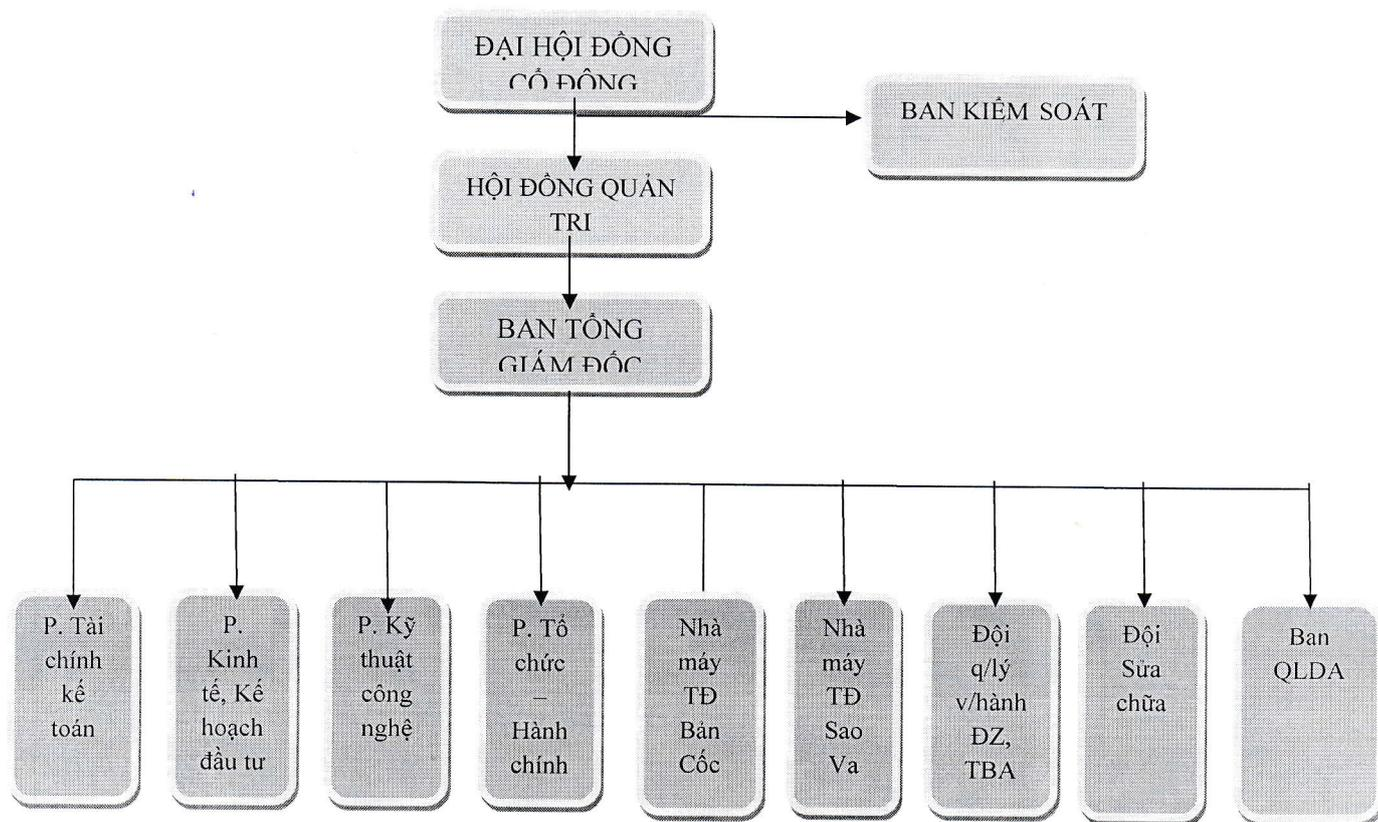 ĐẠI HỘI ĐỒNG
CỔ ĐÔNG
BAN KIỂM SOÁT
HỘI ĐỒNG QUẢN
TRỊ
BAN TỔNG
GIÁM ĐỐC
P. Tài
chính
kế
toán
P.
Kinh
tế, Kế
hoạch
đầu tư
P. Kỹ
thuật
công
nghệ
P. Tổ
chức
–
Hành
chính
Nhà
máy
TĐ
Bản
Cốc
Nhà
máy
TĐ
Sao
Va
Đội
q/lý
v/hành
ĐZ,
TBA
Đội
Sửa
chữa
Ban
QLDA